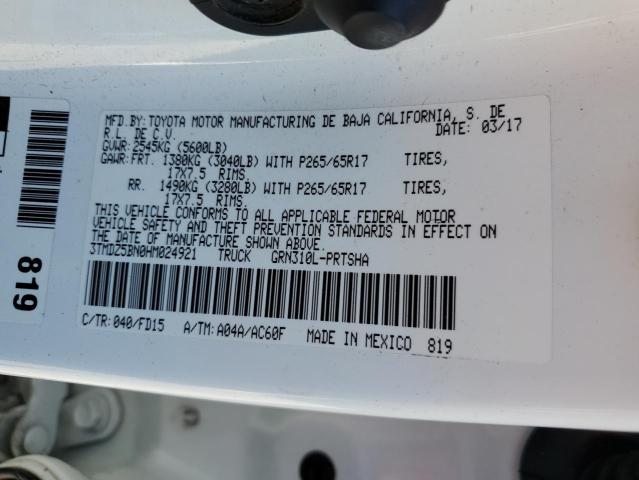 MFD.BY:TOYOTA MOTOR MANUFACTURING DE BAJA CALIFORNIA, S. DE
R.L. DE C.V. DATE: 03/17
GVWR:2545KG (5600LB)
GAWR:FRT. 1380KG (3040LB) WITH P265/65R17 TIRES,
17X7.5 RIMS,
RR. 1490KG (3280LB) WITH P265/65R17 TIRES,
17X7.5 RIMS,
THIS VEHICLE CONFORMS TO ALL APPLICABLE FEDERAL MOTOR
VEHICLE SAFETY AND THEFT PREVENTION STANDARDS IN EFFECT
ON THE DATE OF MANUFACTURE SHOWN ABOVE.
3TMDZ5BN0HM024921 TRUCK GRN310L-PRTSHA
C/TR:040/FD15 A/TM:A04A/AC60F MADE IN MEXICO 819
819